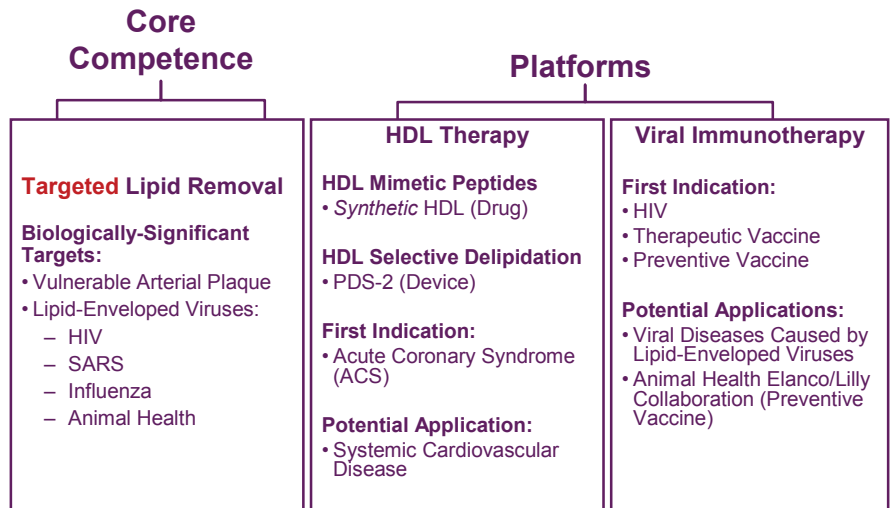 Core
Competence
Platforms
Targeted Lipid Removal
Biologically-Significant
Targets:
• Vulnerable Arterial Plaque
• Lipid-Enveloped Viruses:
– HIV
– SARS
– Influenza
– Animal Health
HDL Therapy
HDL Mimetic Peptides
• Synthetic HDL (Drug)
HDL Selective Delipidation
• PDS-2 (Device)
First Indication:
• Acute Coronary Syndrome
(ACS)
Potential Application:
• Systemic Cardiovascular
Disease
Viral Immunotherapy
First Indication:
• HIV
• Therapeutic Vaccine
• Preventive Vaccine
Potential Applications:
• Viral Diseases Caused by
Lipid-Enveloped Viruses
• Animal Health Elanco/Lilly
Collaboration (Preventive
Vaccine)